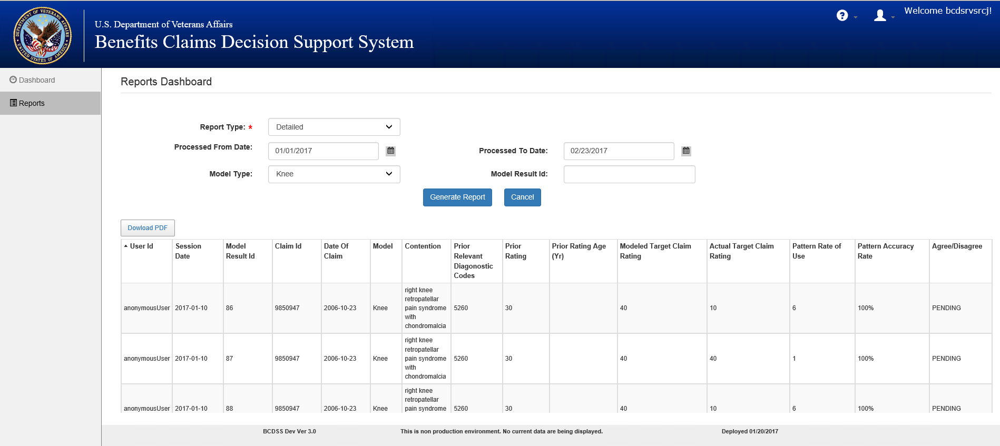 DEPARTMENT OF VETERANS AFFAIRS
UNITED STATES OF AMERICA
U.S. Department of Veterans Affairs
Benefits Claims Decision Support System
?
Welcome bcdsrvsrcj!
Dashboard
Reports
Reports Dashboard
Report Type: * Detailed
Processed From Date: 01/01/2017 Processed To Date: 02/23/2017
Model Type: Knee Model Result Id:
Generate Report Cancel
Dowload PDF
User Id Session Date Model Result Id Claim Id Date Of Claim Model Contention Prior Relevant Diagonostic Codes Prior Rating Prior Rating Age (Yr) Modeled Target Claim Rating Actual Target Claim Rating Pattern Rate of Use Pattern Accuracy Rate Agree/Disagree
anonymousUser 2017-01-10 86 9850947 2006-10-23 Knee right knee retropatellar pain syndrome with chondromalcia 5260 30 40 10 6 100% PENDING
anonymousUser 2017-01-10 87 9850947 2006-10-23 Knee right knee retropatellar pain syndrome with chondromalcia 5260 30 40 40 1 100% PENDING
anonymousUser 2017-01-10 88 9850947 2006-10-23 Knee right knee retropatellar pain syndrome 5260 30 40 10 6 100% PENDING
BCDSS Dev Ver 3.0 This is non production environment. No current data are being displayed. Deployed 01/20/2017